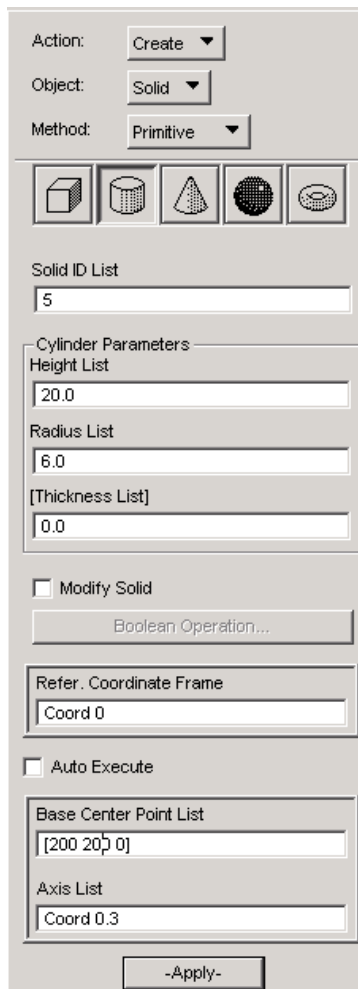 Action: Create
Object: Solid
Method: Primitive
Solid ID List
5
Cylinder Parameters
Height List
20.0
Radius List
6.0
[Thickness List]
0.0
Modify Solid
Boolean Operation...
Refer. Coordinate Frame
Coord 0
Auto Execute
Base Center Point List
[200 200 0]
Axis List
Coord 0.3
-Apply-